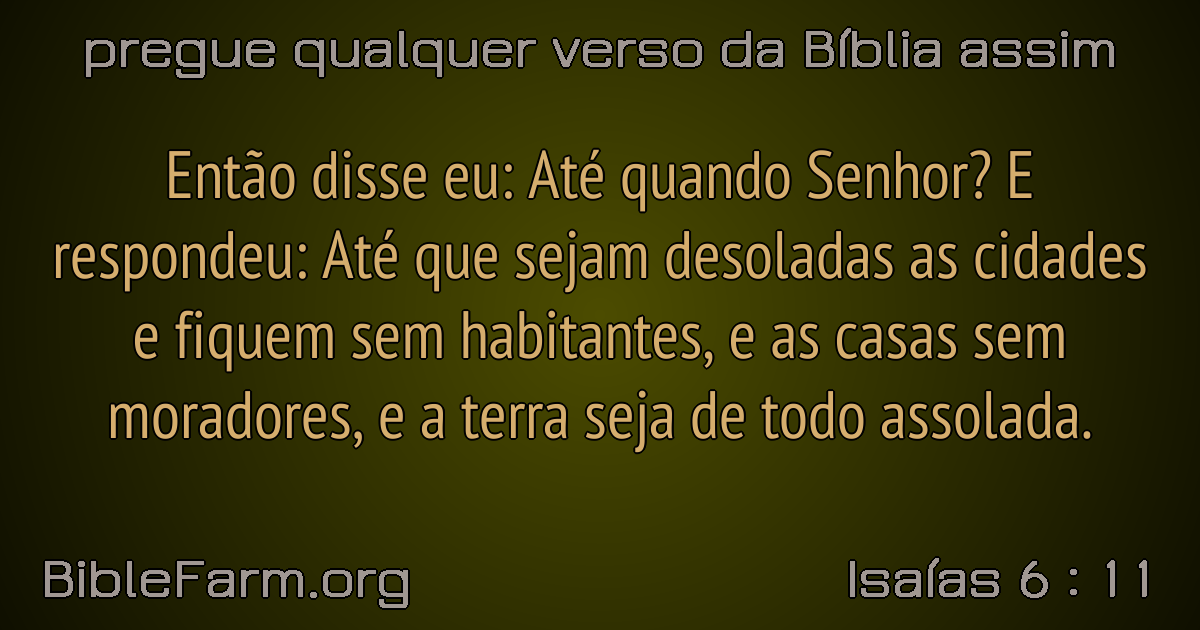 pregue qualquer verso da Bíblia assim
Então disse eu: Até quando Senhor? E
respondeu: Até que sejam desoladas as cidades
e fiquem sem habitantes, e as casas sem
moradores, e a terra seja de todo assolada.
BibleFarm.org
Isaías 6 : 11